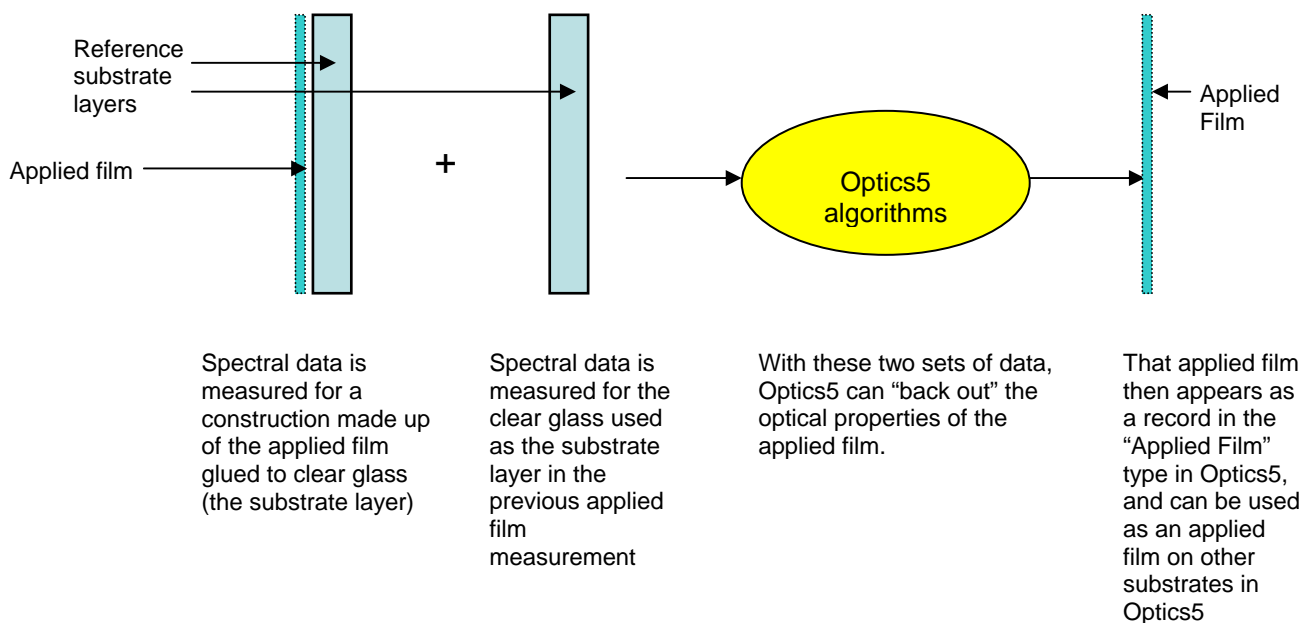 Reference
substrate
layers
Applied film
+
Optics5
algorithms
Applied
Film
Spectral data is
measured for a
construction made up
of the applied film
glued to clear glass
(the substrate layer)
Spectral data is
measured for the
clear glass used
as the substrate
layer in the
previous applied
film
measurement
With these two sets of data,
Optics5 can “back out” the
optical properties of the
applied film.
That applied film
then appears as
a record in the
“Applied Film”
type in Optics5,
and can be used
as an applied
film on other
substrates in
Optics5